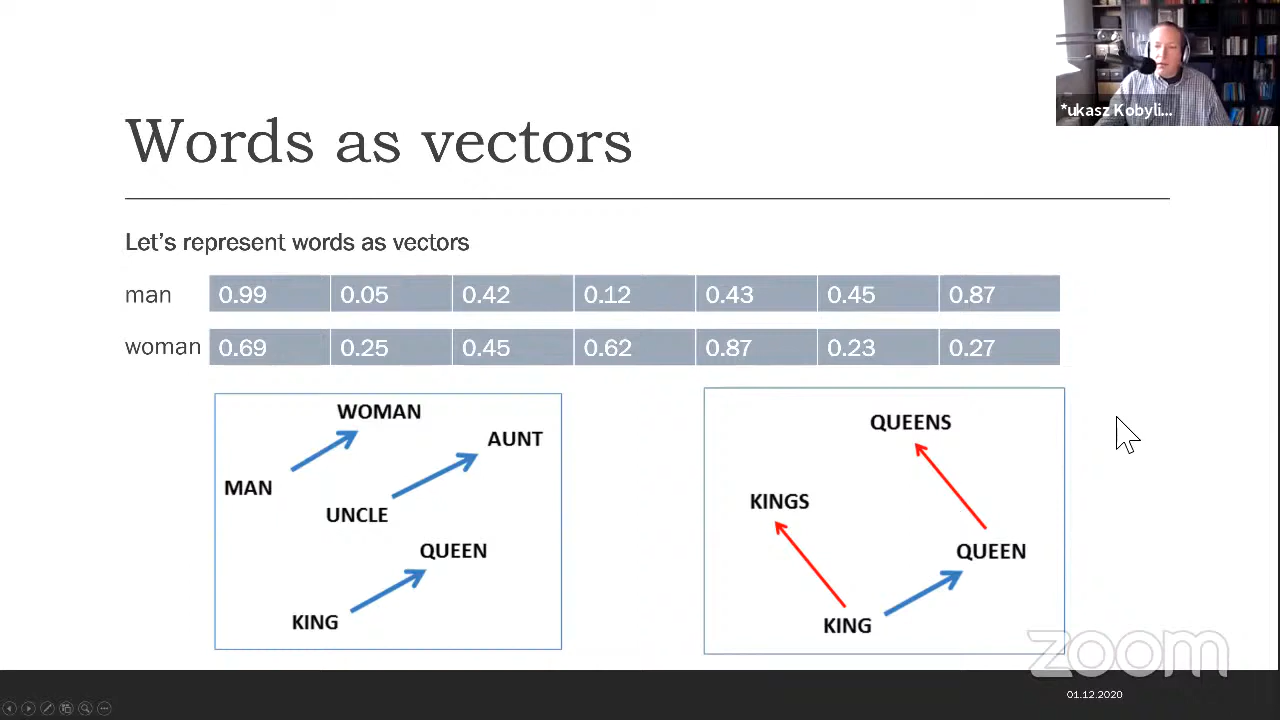 *ukasz Kobyli...
Words as vectors
Let's represent words as vectors
man 0.99 0.05 0.42 0.12 0.43 0.45 0.87
woman 0.69 0.25 0.45 0.62 0.87 0.23 0.27
WOMAN
AUNT
MAN
UNCLE
QUEEN
KING
QUEENS
KINGS
QUEEN
KING
zoom
01.12.2020